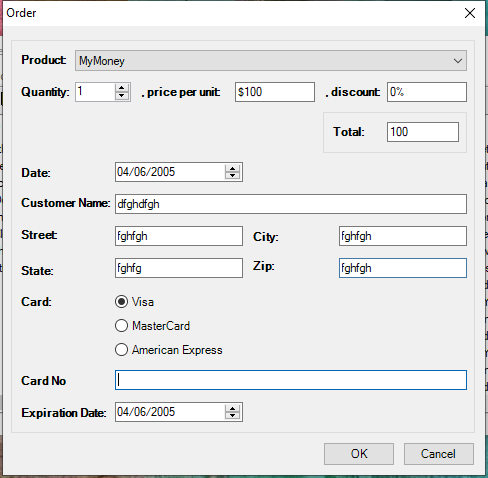 Order
Product: MyMoney
Quantity: 1 , price per unit: $100 , discount: 0%
Total: 100
Date: 04/06/2005
Customer Name: dfghdfgh
Street: fghfgh City: fghfgh
State: fghfg Zip: fghfgh
Card: Visa
MasterCard
American Express
Card No
Expiration Date: 04/06/2005
OK Cancel